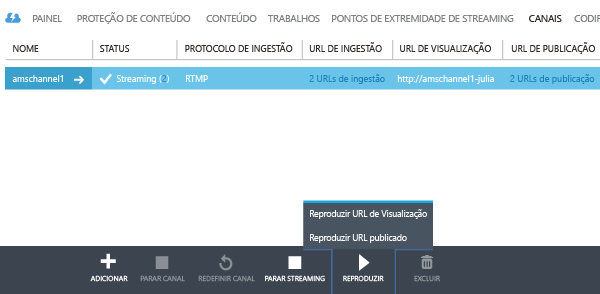 PAINEL PROTEÇÃO DE CONTEÚDO CONTEÚDO TRABALHOS PONTOS DE EXTREMIDADE DE STREAMING CANAIS CODIF
NOME STATUS PROTOCOLO DE INGESTÃO URL DE INGESTÃO URL DE VISUALIZAÇÃO URL DE PUBLICAÇÃO
amschannel1 Streaming (2) RTMP 2 URLs de ingestão http://amschannel1-julia 2 URLs de publicação
Reproduzir URL de Visualização
Reproduzir URL publicado
ADICIONAR PARAR CANAL REDEFINIR CANAL PARAR STREAMING REPRODUZIR EXCLUIR